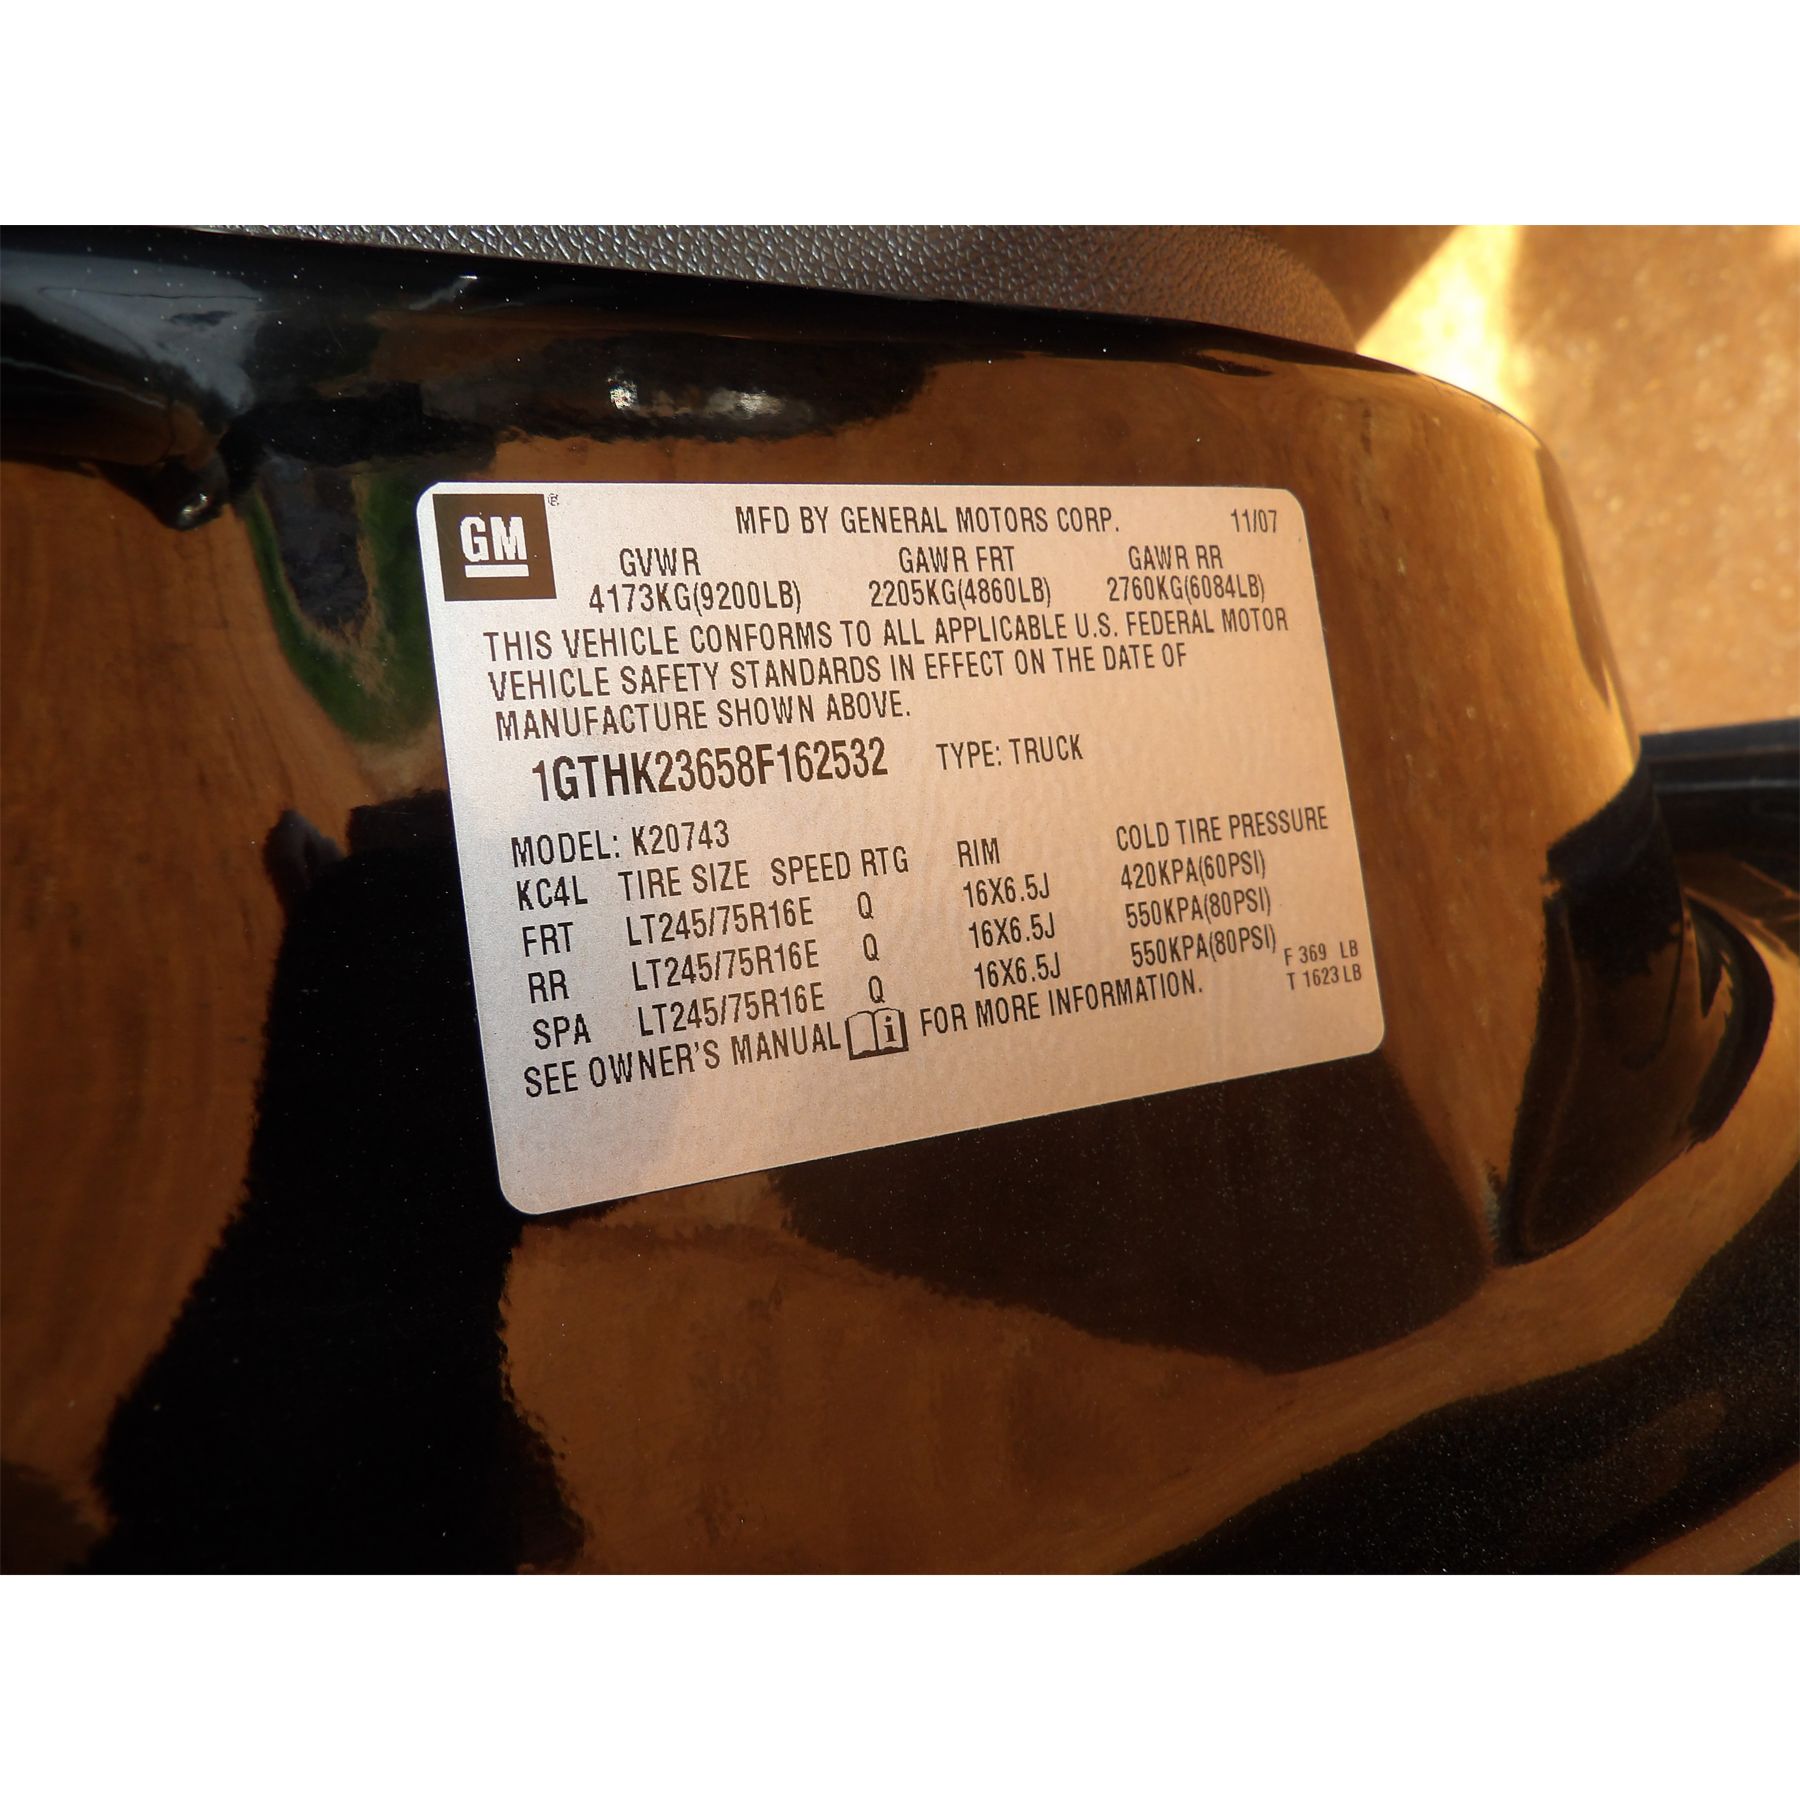 GM MFD BY GENERAL MOTORS CORP. 11/07
GVWR GAWR FRT GAWR RR
4173KG(9200LB) 2205KG(4860LB) 2760KG(6084LB)
THIS VEHICLE CONFORMS TO ALL APPLICABLE U.S. FEDERAL MOTOR
VEHICLE SAFETY STANDARDS IN EFFECT ON THE DATE OF
MANUFACTURE SHOWN ABOVE.
1GTHK23658F162532 TYPE: TRUCK
MODEL: K20743
KC4L TIRE SIZE SPEED RTG RIM COLD TIRE PRESSURE
FRT LT245/75R16E Q 16X6.5J 420KPA(60PSI)
RR LT245/75R16E Q 16X6.5J 550KPA(80PSI)
SPA LT245/75R16E Q 16X6.5J 550KPA(80PSI)
F 369 LB
T 1623 LB
SEE OWNER'S MANUAL i FOR MORE INFORMATION.